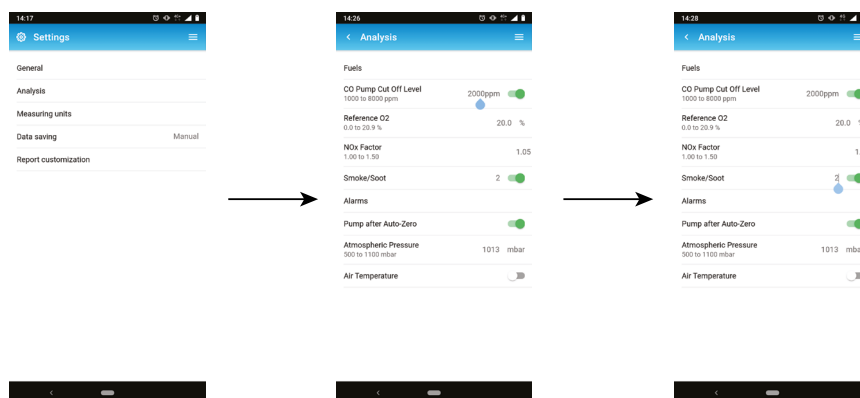 14:17
Settings
General
Analysis
Measuring units
Data saving Manual
Report customization
14:26
Analysis
Fuels
CO Pump Cut Off Level 2000ppm
1000 to 8000 ppm
Reference O2 20.0 %
0.0 to 20.9 %
NOx Factor 1.05
1.00 to 1.50
Smoke/Soot 2
Alarms
Pump after Auto-Zero
Atmospheric Pressure 1013 mbar
500 to 1100 mbar
Air Temperature
14:28
Analysis
Fuels
CO Pump Cut Off Level 2000ppm
1000 to 8000 ppm
Reference O2 20.0
0.0 to 20.9 %
NOx Factor 1.
1.00 to 1.50
Smoke/Soot 2
Alarms
Pump after Auto-Zero
Atmospheric Pressure 1013 mba
500 to 1100 mbar
Air Temperature